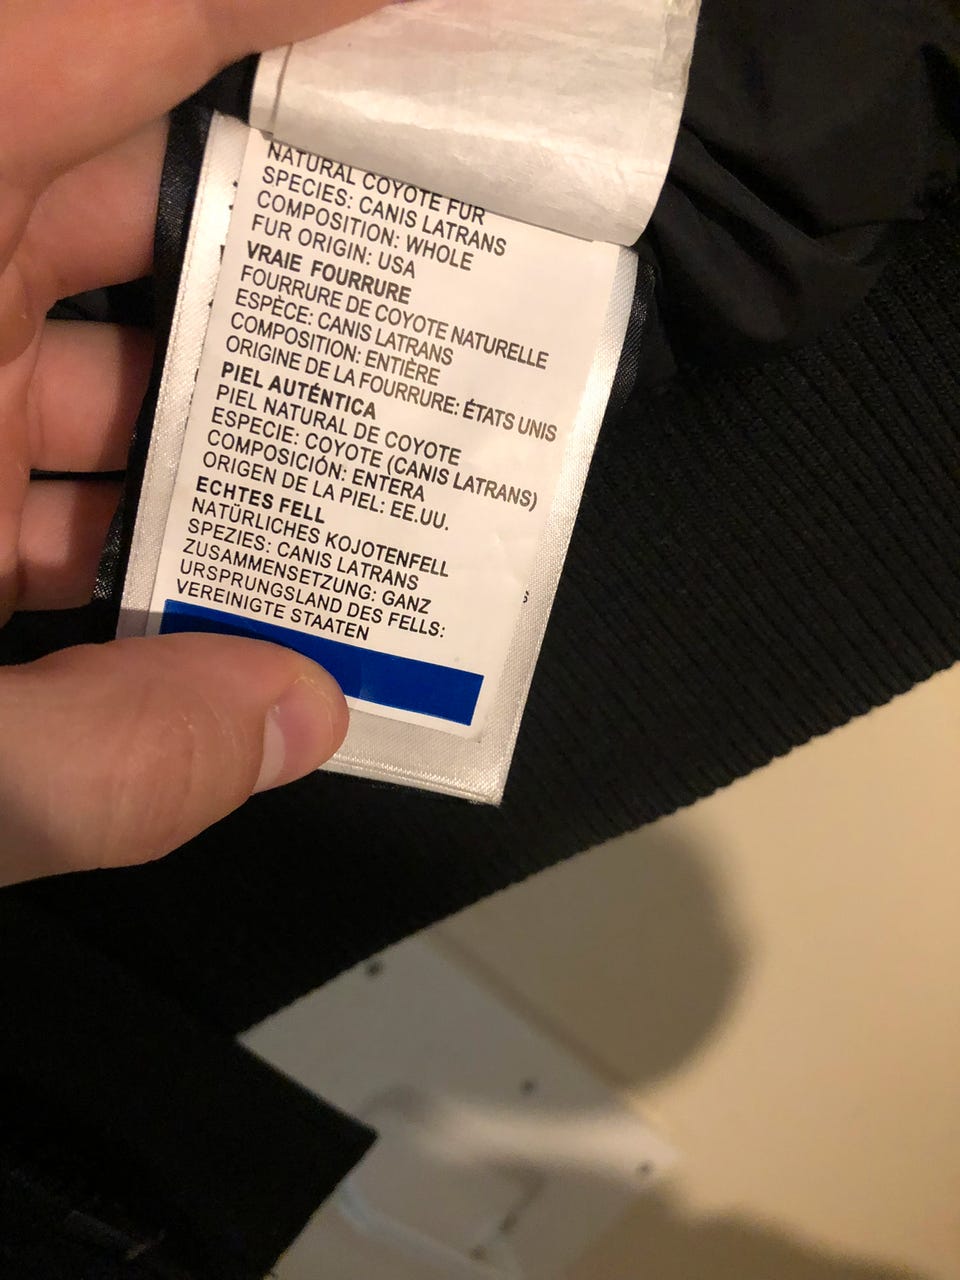 NATURAL COYOTE FUR
SPECIES: CANIS LATRANS
COMPOSITION: WHOLE
FUR ORIGIN: USA
VRAIE FOURRURE
FOURRURE DE COYOTE NATURELLE
ESPÈCE: CANIS LATRANS
COMPOSITION: ENTIÈRE
ORIGINE DE LA FOURRURE: ÉTATS UNIS
PIEL AUTÉNTICA
PIEL NATURAL DE COYOTE
ESPECIE: COYOTE (CANIS LATRANS)
COMPOSICIÓN: ENTERA
ORIGEN DE LA PIEL: EE.UU.
ECHTES FELL
NATÜRLICHES KOJOTENFELL
SPEZIES: CANIS LATRANS
ZUSAMMENSETZUNG: GANZ
URSPRUNGSLAND DES FELLS:
VEREINIGTE STAATEN